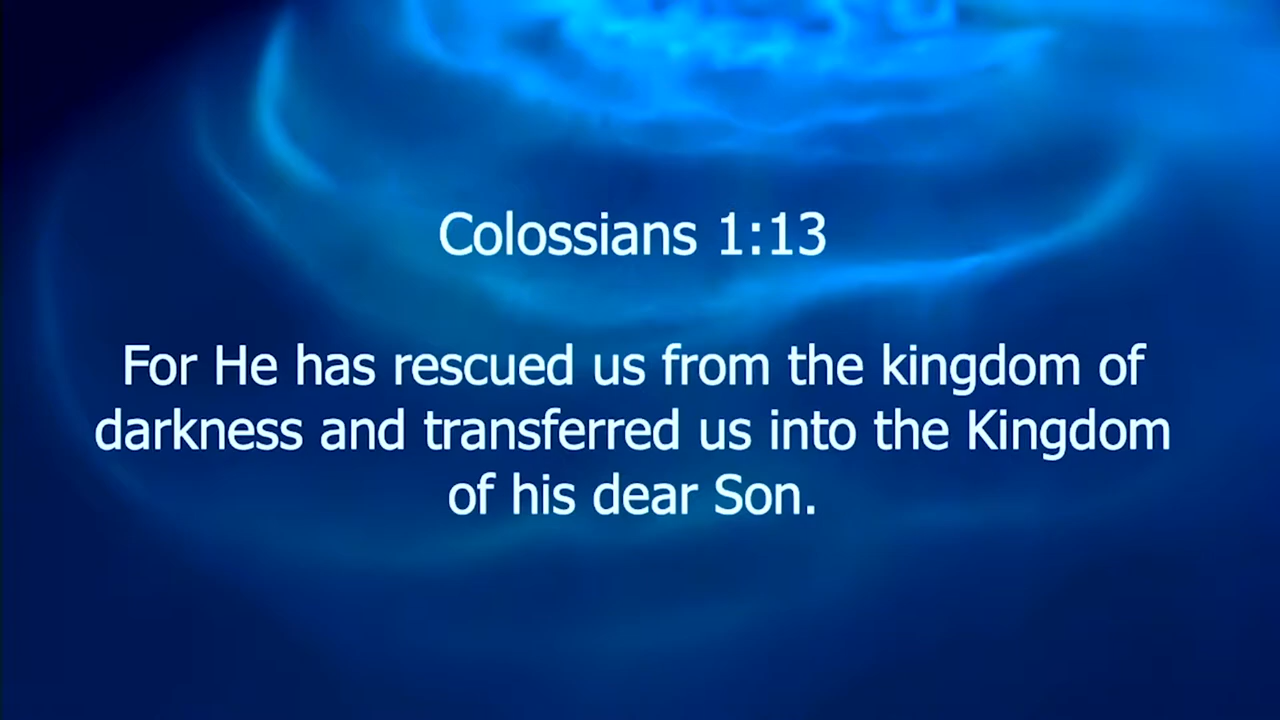 Colossians 1:13
For He has rescued us from the kingdom of
darkness and transferred us into the Kingdom
of his dear Son.